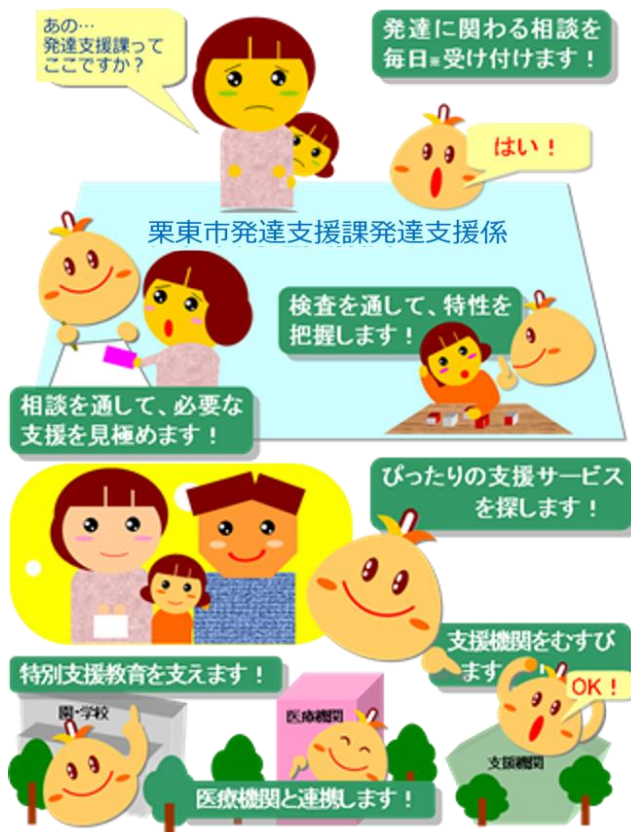 あの…
発達支援課って
ここですか？
発達に関わる相談を
毎日※受け付けます！
はい！
栗東市発達支援課発達支援係
検査を通して、特性を
把握します！
相談を通して、必要な
支援を見極めます！
ぴったりの支援サービス
を探します！
支援機関をむすび
ます
OK！
特別支援教育を支えます！
園・学校
医療機関
支援機関
医療機関と連携します！